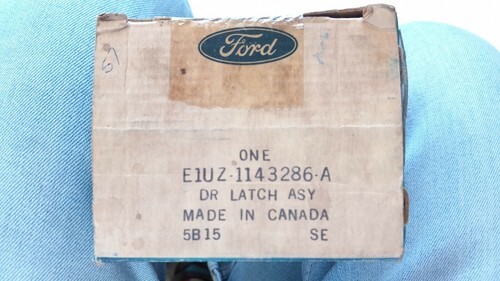 Ford
ONE
E1UZ-1143286-A
DR LATCH ASY
MADE IN CANADA
5B15 SE